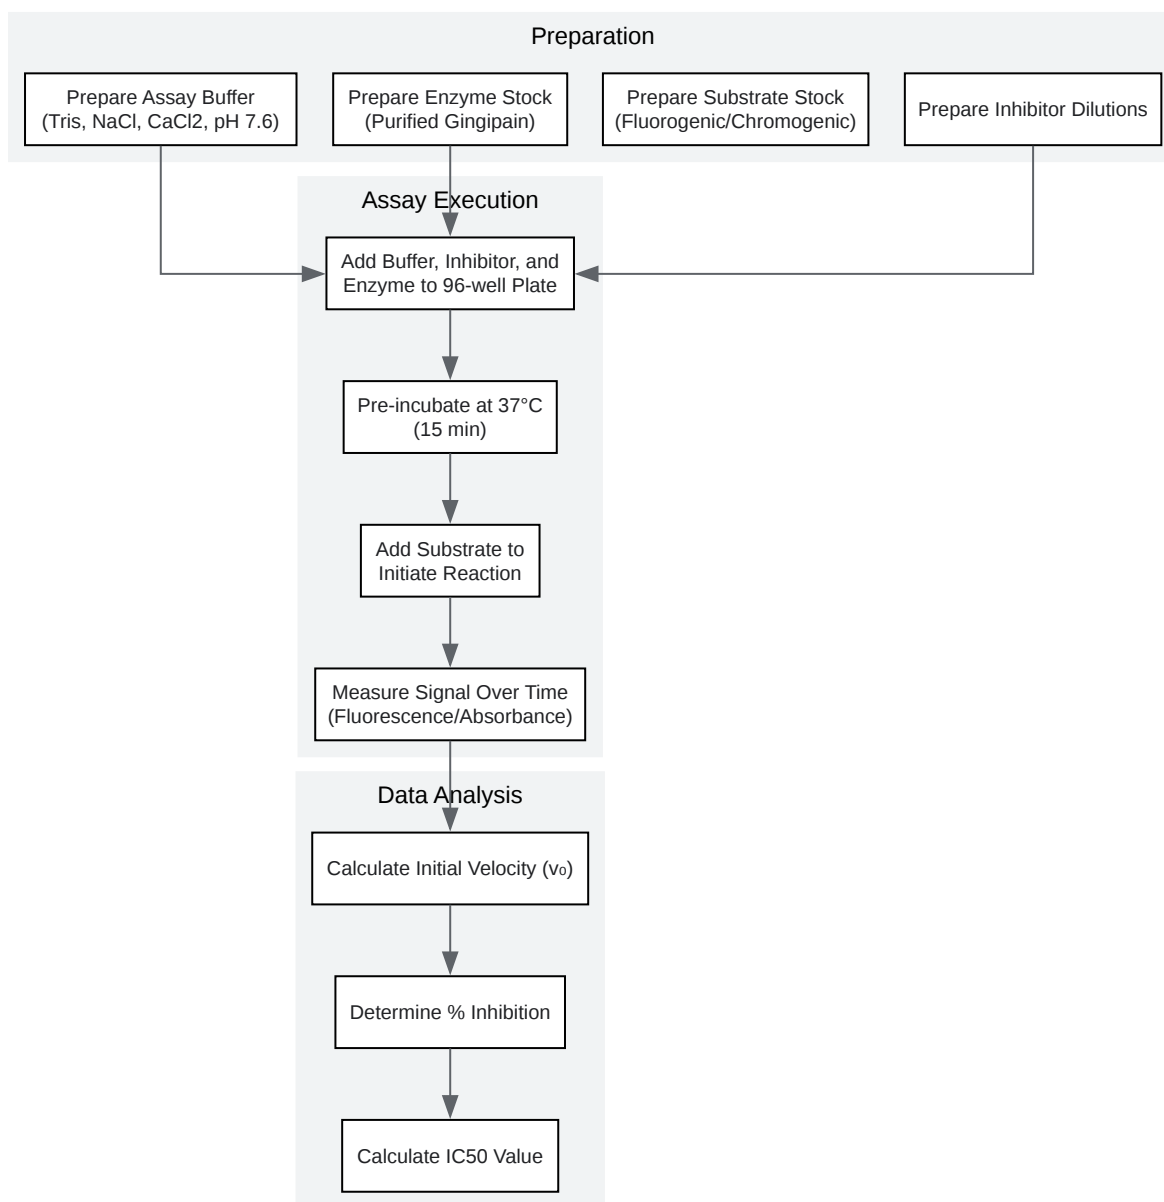 Preparation
Prepare Assay Buffer
(Tris, NaCl, CaCl2, pH 7.6)
Prepare Enzyme Stock
(Purified Gingipain)
Prepare Substrate Stock
(Fluorogenic/Chromogenic)
Prepare Inhibitor Dilutions
Assay Execution
Add Buffer, Inhibitor, and
Enzyme to 96-well Plate
Pre-incubate at 37°C
(15 min)
Add Substrate to
Initiate Reaction
Measure Signal Over Time
(Fluorescence/Absorbance)
Data Analysis
Calculate Initial Velocity (v₀)
Determine % Inhibition
Calculate IC50 Value